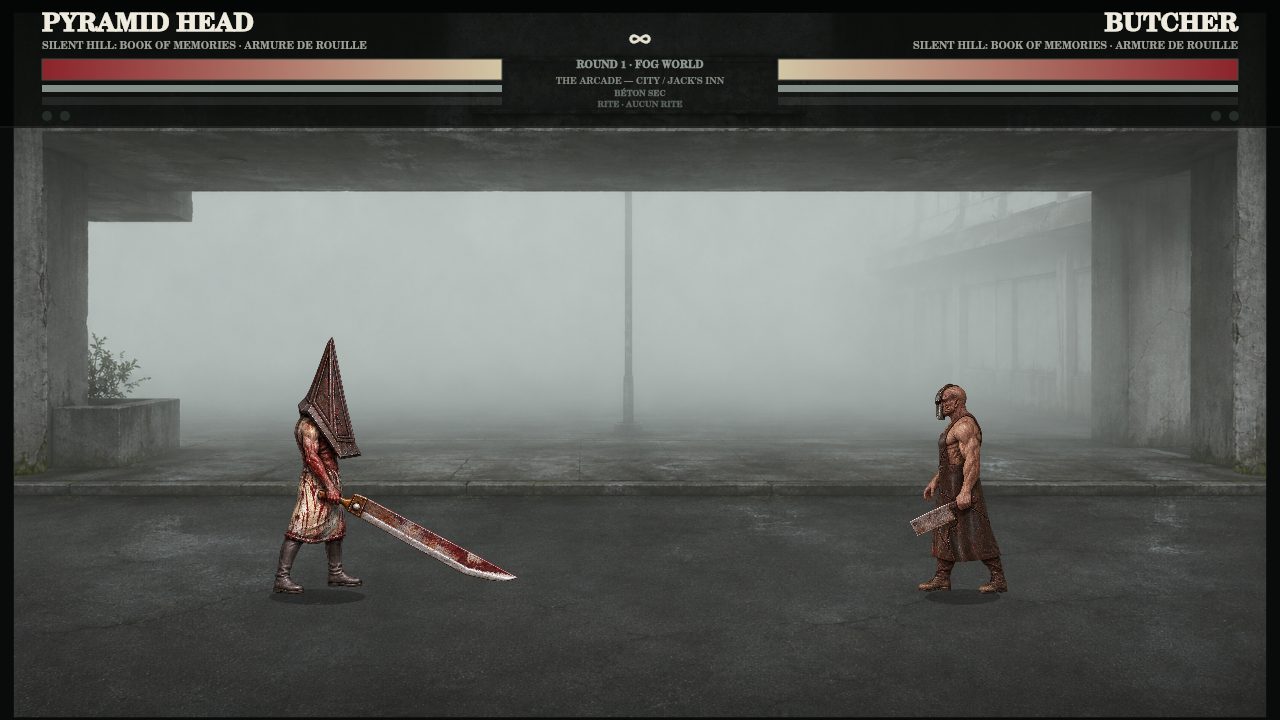 PYRAMID HEAD
SILENT HILL: BOOK OF MEMORIES · ARMURE DE ROUILLE
∞
ROUND 1 · FOG WORLD
THE ARCADE — CITY / JACK'S INN
BÉTON SEC
RITE · AUCUN RITE
BUTCHER
SILENT HILL: BOOK OF MEMORIES · ARMURE DE ROUILLE